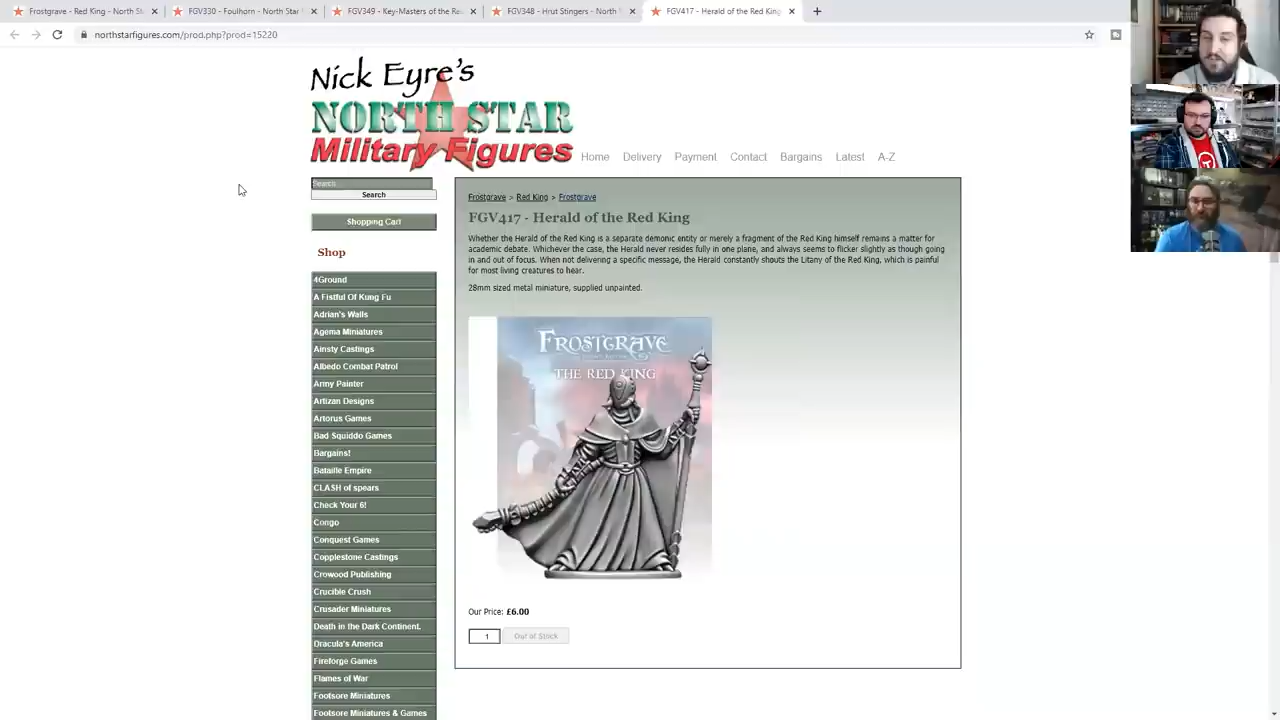 Frostgrave - Red King - North St
FGV330 - Foulhorn - North Star
FGV349 - Key-Masters of the Re
FGV348 - Hrut Stingers - North
FGV417 - Herald of the Red King
northstarfigures.com/prod.php?prod=15220
Nick Eyre's
NORTH STAR
Military Figures
Home Delivery Payment Contact Bargains Latest A-Z
Search
Search
Shopping Cart
Shop
4Ground
A Fistful Of Kung Fu
Adrian's Walls
Agema Miniatures
Ainsty Castings
Albedo Combat Patrol
Army Painter
Artizan Designs
Artorus Games
Bad Squiddo Games
Bargains!
Bataille Empire
CLASH of spears
Check Your 6!
Congo
Conquest Games
Copplestone Castings
Crowood Publishing
Crucible Crush
Crusader Miniatures
Death in the Dark Continent.
Dracula's America
Fireforge Games
Flames of War
Footsore Miniatures
Footsore Miniatures & Games
Frostgrave > Red King > Frostgrave
FGV417 - Herald of the Red King
Whether the Herald of the Red King is a separate demonic entity or merely a fragment of the Red King himself remains a matter for
academic debate. Whichever the case, the Herald never resides fully in one plane, and always seems to flicker slightly as though going
in and out of focus. When not delivering a specific message, the Herald constantly shouts the Litany of the Red King, which is painful
for most living creatures to hear.
28mm sized metal miniature, supplied unpainted.
FROSTGRAVE
THE RED KING
Our Price: £6.00
1 Out of Stock